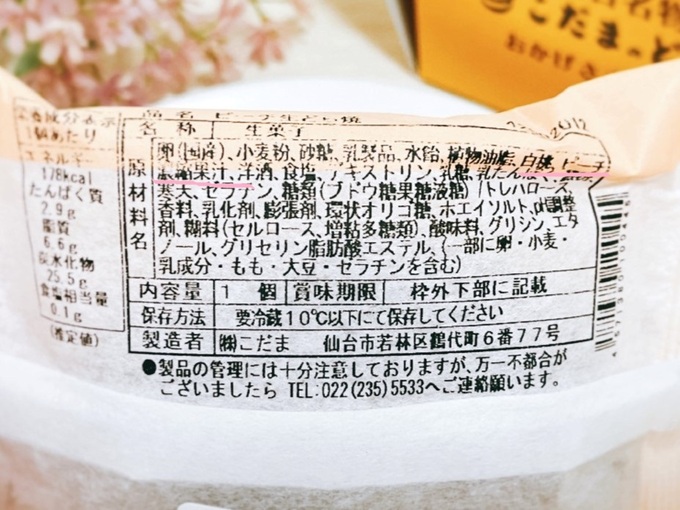 こだまのど
おかげさ
栄養成分表示
1個あたり
エネルギー
178kcal
たんぱく質
2.9g
脂質
6.6g
炭水化物
25.5g
食塩相当量
0.1g
(推定値)
品名 ピーチ生どら焼
名称 生菓子
原材料名
卵(国産)、小麦粉、砂糖、乳製品、水飴、植物油脂、白桃、ピーチ
濃縮果汁、洋酒、食塩、デキストリン、乳糖、乳たんぱく
寒天、ゼラチン、糖類(ブドウ糖果糖液糖)/トレハロース、
香料、乳化剤、膨張剤、環状オリゴ糖、ホエイソルト、pH調整
剤、糊料(セルロース、増粘多糖類)、酸味料、グリシン、エタ
ノール、グリセリン脂肪酸エステル、(一部に卵・小麦・
乳成分・もも・大豆・ゼラチンを含む)
内容量 1個 賞味期限 枠外下部に記載
保存方法 要冷蔵10℃以下にて保存してください
製造者 ㈱こだま 仙台市若林区鶴代町6番77号
●製品の管理には十分注意しておりますが、万一不都合が
ございましたら TEL:022(235)5533へご連絡願います。